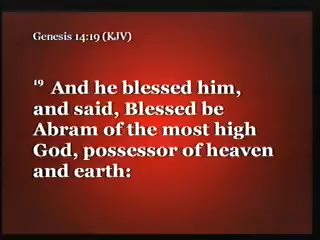 Genesis 14:19 (KJV)
19 And he blessed him,
and said, Blessed be
Abram of the most high
God, possessor of heaven
and earth: